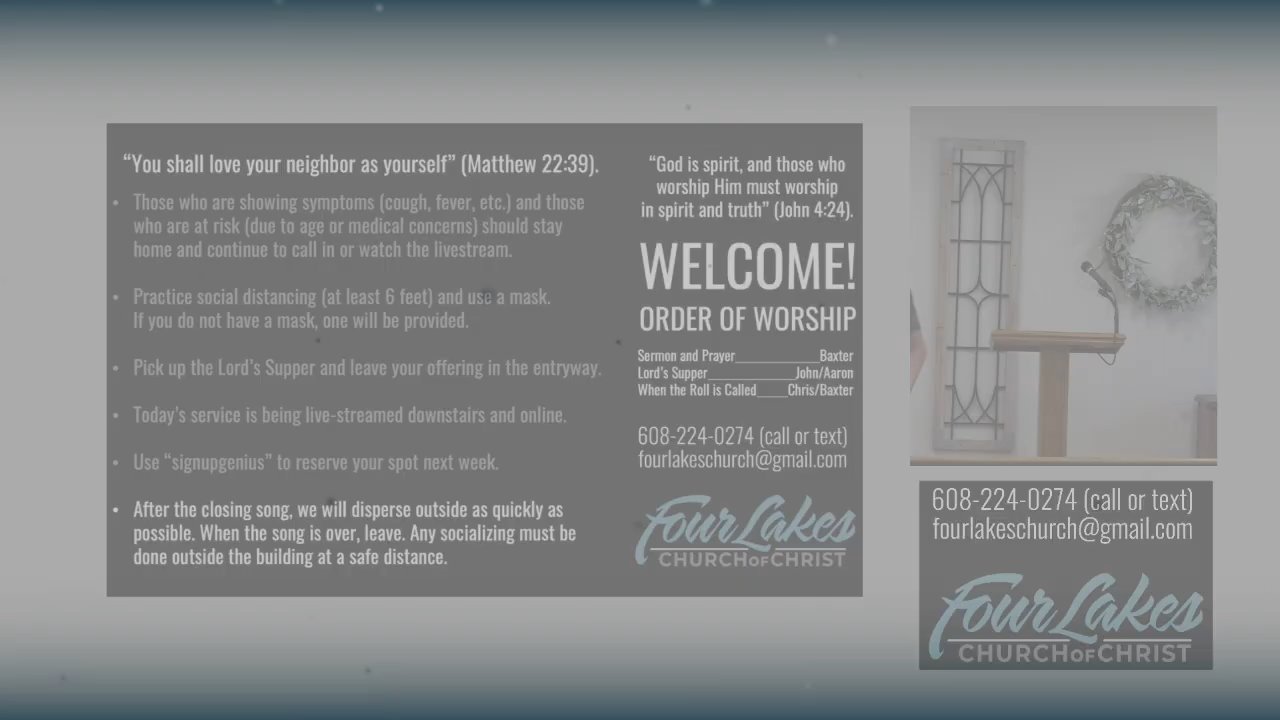 “You shall love your neighbor as yourself” (Matthew 22:39).
• Those who are showing symptoms (cough, fever, etc.) and those
who are at risk (due to age or medical concerns) should stay
home and continue to call in or watch the livestream.
• Practice social distancing (at least 6 feet) and use a mask.
If you do not have a mask, one will be provided.
• Pick up the Lord’s Supper and leave your offering in the entryway.
• Today’s service is being live-streamed downstairs and online.
• Use “signupgenius” to reserve your spot next week.
• After the closing song, we will disperse outside as quickly as
possible. When the song is over, leave. Any socializing must be
done outside the building at a safe distance.
“God is spirit, and those who
worship Him must worship
in spirit and truth” (John 4:24).
WELCOME!
ORDER OF WORSHIP
Sermon and Prayer____________Baxter
Lord’s Supper____________John/Aaron
When the Roll is Called____Chris/Baxter
608-224-0274 (call or text)
fourlakeschurch@gmail.com
Four Lakes
CHURCH OF CHRIST
608-224-0274 (call or text)
fourlakeschurch@gmail.com
Four Lakes
CHURCH OF CHRIST